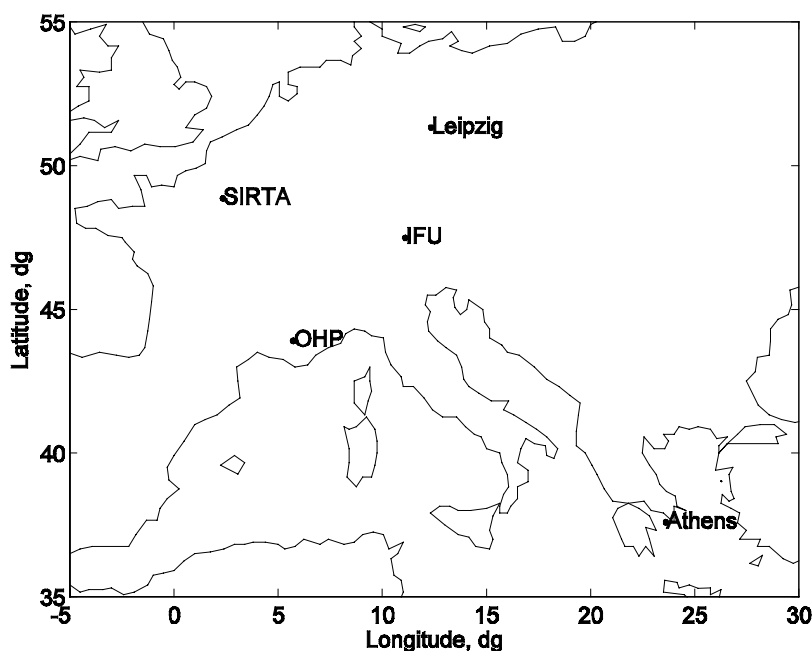 55
Leipzig
50
SIRTA
IFU
Latitude, dg
45
OHP
40
Athens
35
-5 0 5 10 15 20 25 30
Longitude, dg